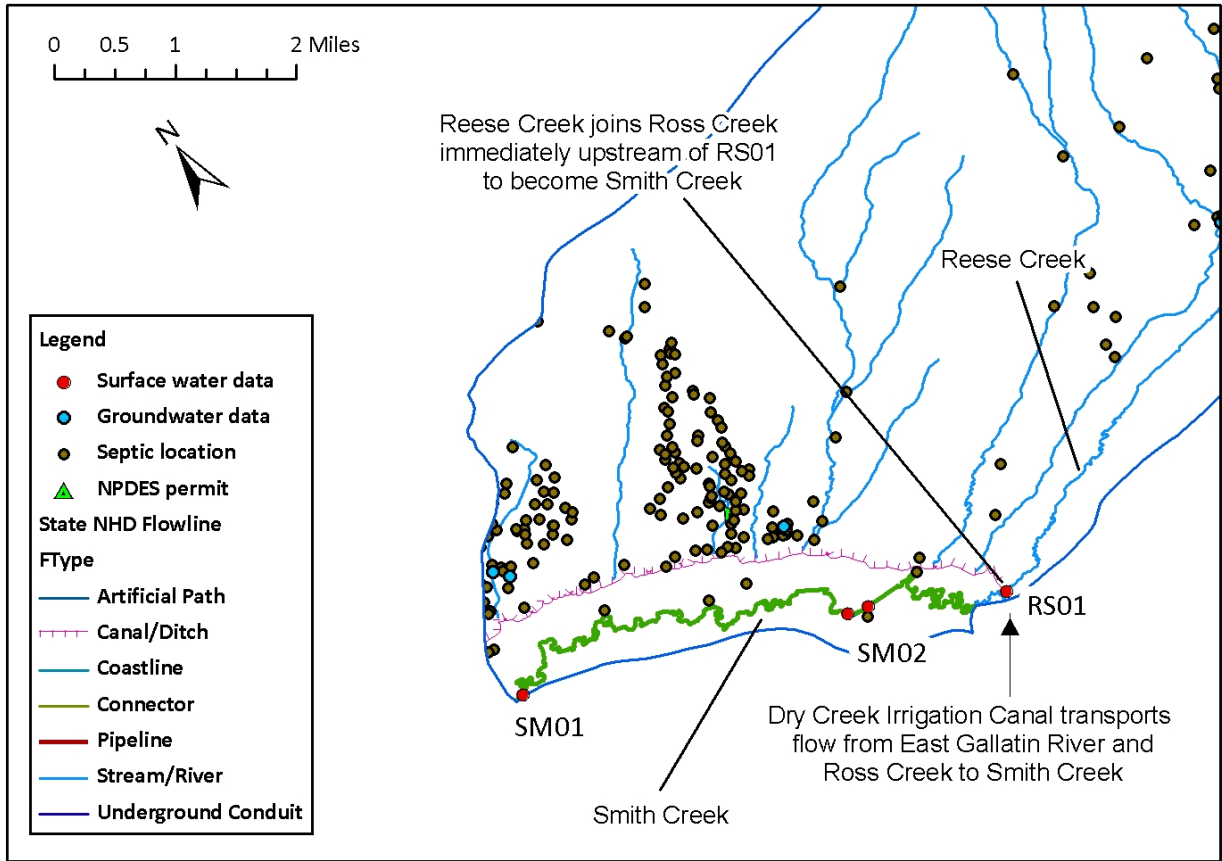 0 0.5 1 2 Miles
N
Reese Creek joins Ross Creek
immediately upstream of RS01
to become Smith Creek
Reese Creek
Legend
Surface water data
Groundwater data
Septic location
NPDES permit
State NHD Flowline
FType
Artificial Path
Canal/Ditch
Coastline
Connector
Pipeline
Stream/River
Underground Conduit
RS01
SM02
SM01
Dry Creek Irrigation Canal transports
flow from East Gallatin River and
Ross Creek to Smith Creek
Smith Creek